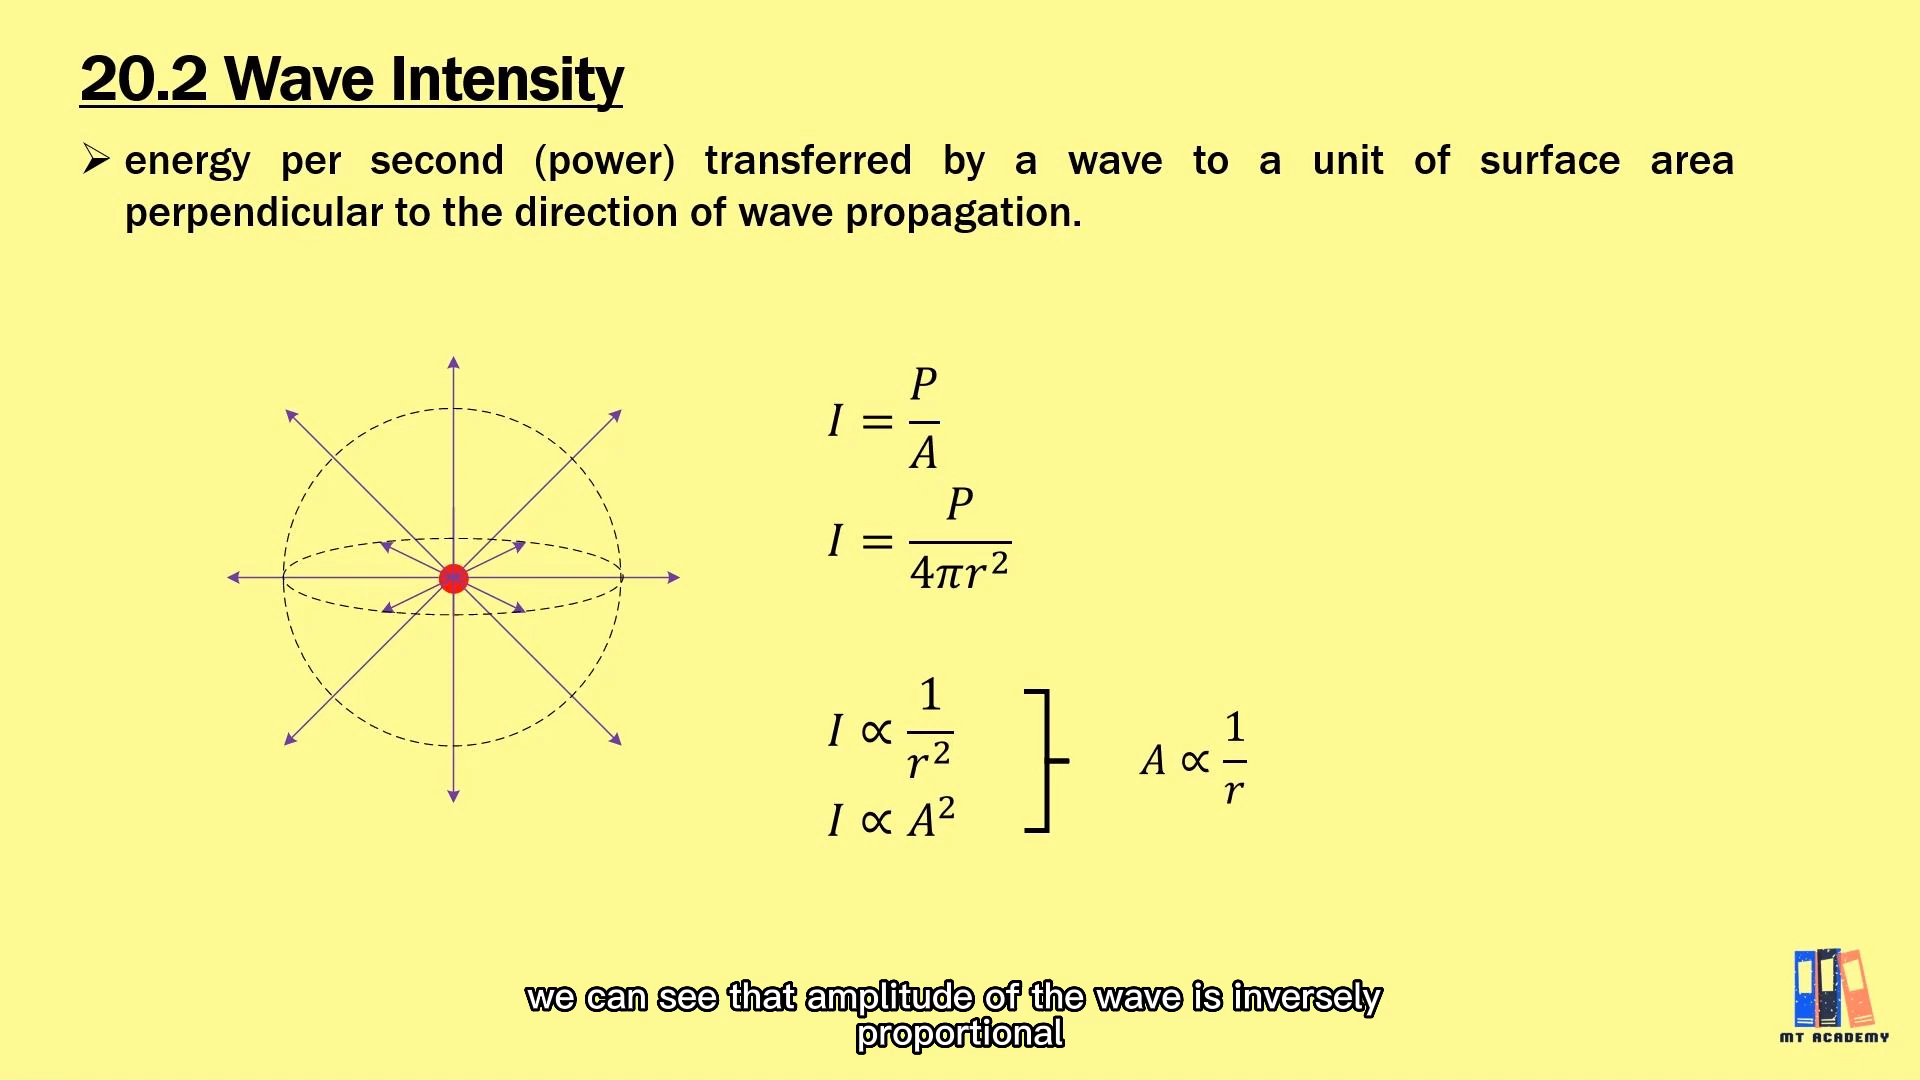 20.2 Wave Intensity
➢ energy per second (power) transferred by a wave to a unit of surface area
perpendicular to the direction of wave propagation.
I = P/A
I = P/4πr²
I ∝ 1/r²
I ∝ A²
A ∝ 1/r
we can see that amplitude of the wave is inversely
proportional
MT ACADEMY